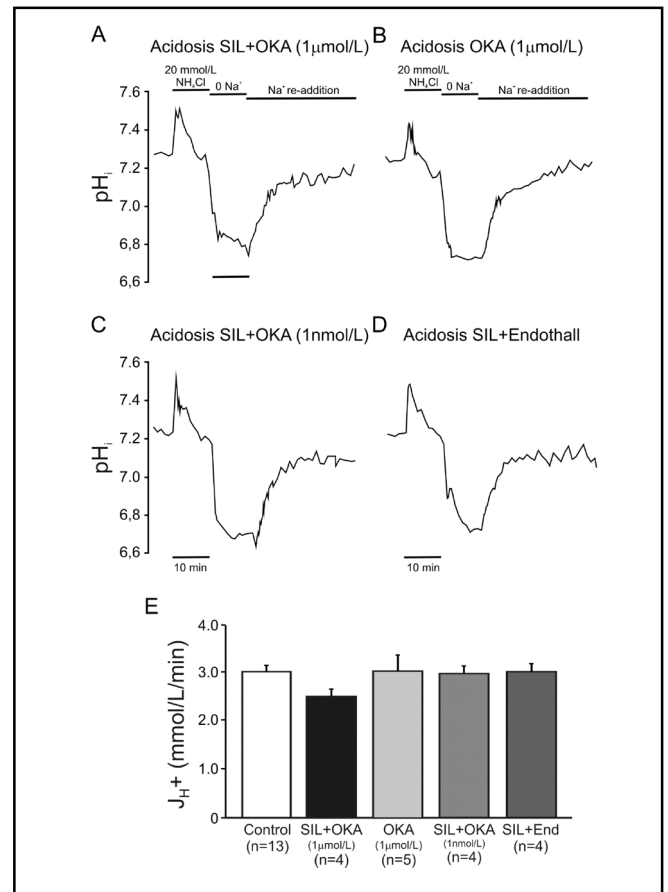 A
Acidosis SIL+OKA (1μmol/L)
20 mmol/L
NH₄Cl
0 Na⁺
Na⁺ re-addition
7.6
7.4
7.2
7.0
6,8
6,6
pHᵢ
B
Acidosis OKA (1μmol/L)
20 mmol/L
NH₄Cl
0 Na⁺
Na⁺ re-addition
C
Acidosis SIL+OKA (1nmol/L)
7.6
7.4
7.2
7.0
6,8
6,6
pHᵢ
10 min
D
Acidosis SIL+Endothall
10 min
E
4.0
3.0
2.0
1.0
0
J_H+ (mmol/L/min)
Control
(n=13)
SIL+OKA
(1μmol/L)
(n=4)
OKA
(1μmol/L)
(n=5)
SIL+OKA
(1nmol/L)
(n=4)
SIL+End
(n=4)